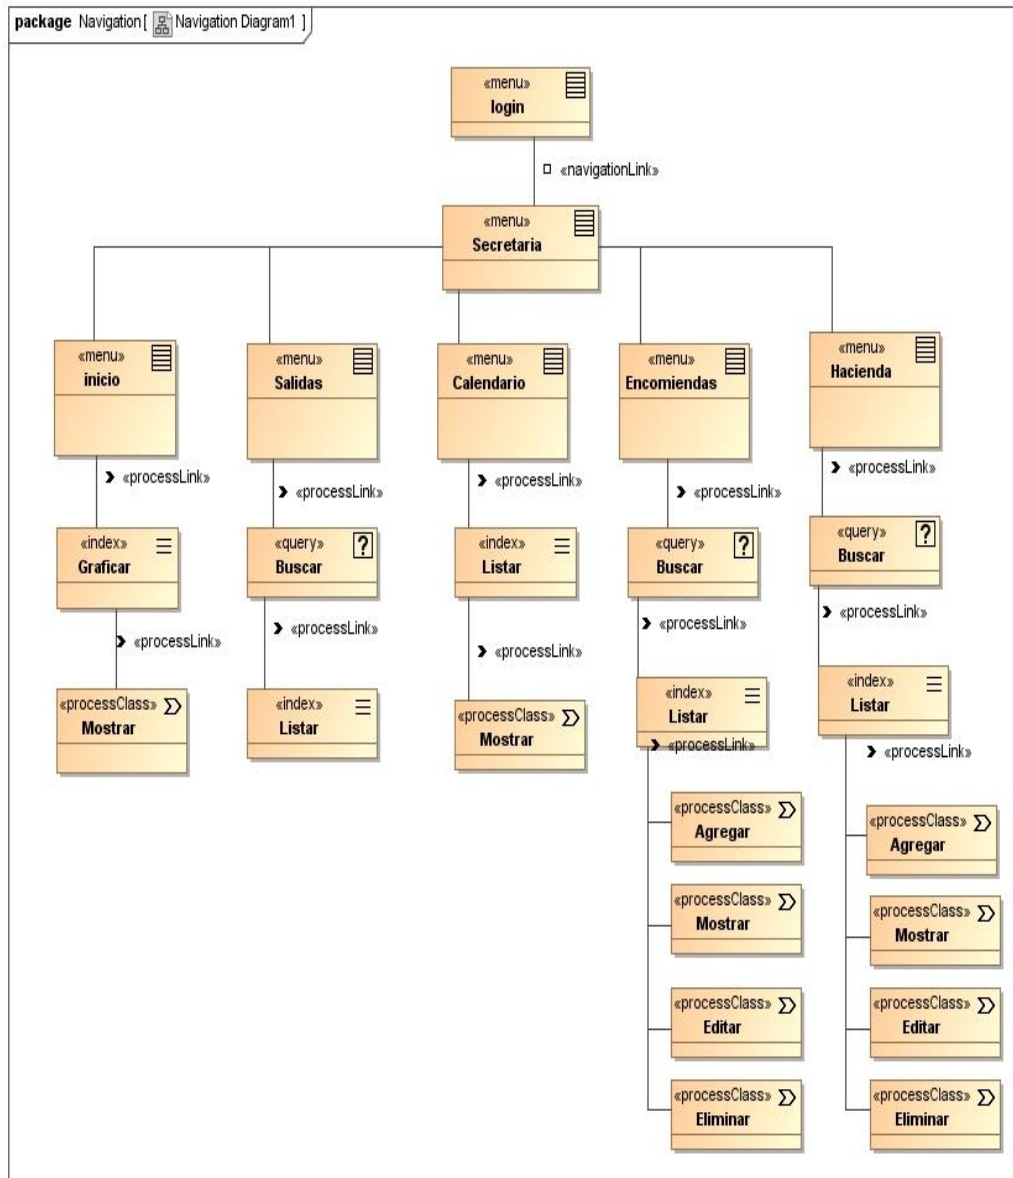 package Navigation [ Navigation Diagram1 ]
«menu»
login
«navigationLink»
«menu»
Secretaria
«menu»
inicio
«processLink»
«index»
Graficar
«processLink»
«processClass»
Mostrar
«menu»
Salidas
«processLink»
«query»
?
Buscar
«processLink»
«index»
Listar
«menu»
Calendario
«processLink»
«index»
Listar
«processLink»
«processClass»
Mostrar
«menu»
Encomiendas
«processLink»
«query»
?
Buscar
«processLink»
«index»
Listar
«processLink»
«processClass»
Agregar
«processClass»
Mostrar
«processClass»
Editar
«processClass»
Eliminar
«menu»
Hacienda
«processLink»
«query»
?
Buscar
«processLink»
«index»
Listar
«processLink»
«processClass»
Agregar
«processClass»
Mostrar
«processClass»
Editar
«processClass»
Eliminar